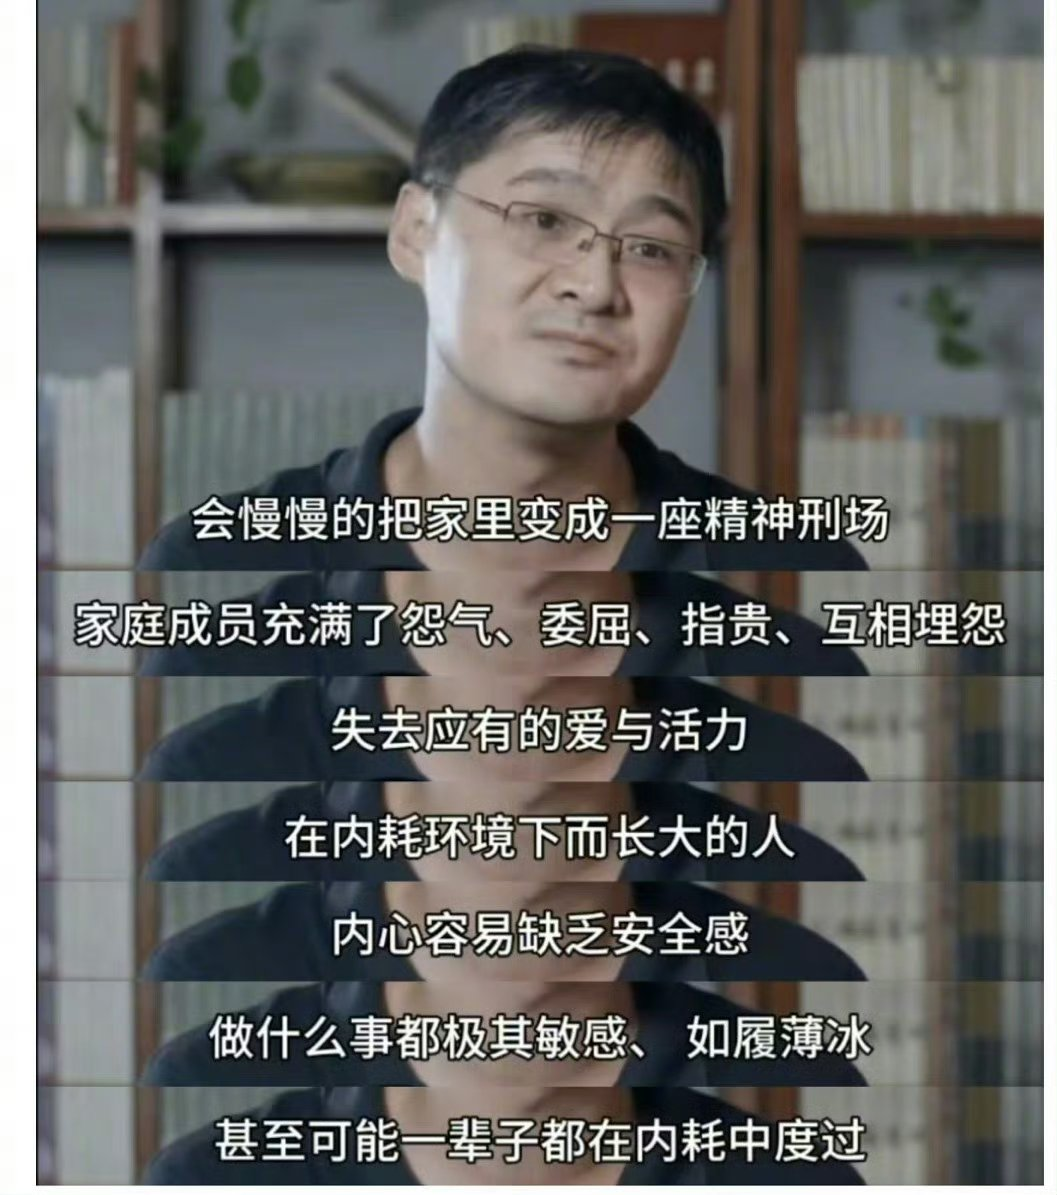 会慢慢的把家里变成一座精神刑场
家庭成员充满了怨气、委屈、指贵、互相埋怨
失去应有的爱与活力
在内耗环境下而长大的人
内心容易缺乏安全感
做什么事都极其敏感、 如履薄冰
甚至可能一辈子都在内耗中度过